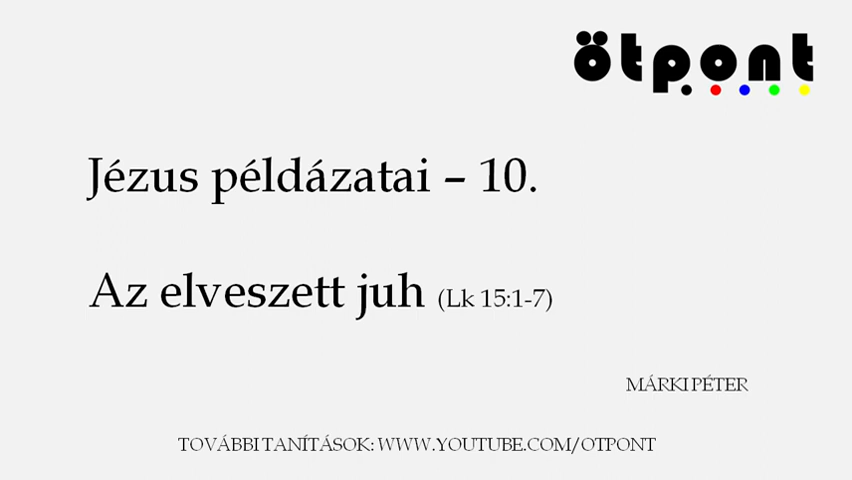 ötpont
Jézus példázatai – 10.
Az elveszett juh (Lk 15:1-7)
MÁRKI PÉTER
TOVÁBBI TANÍTÁSOK: WWW.YOUTUBE.COM/OTPONT